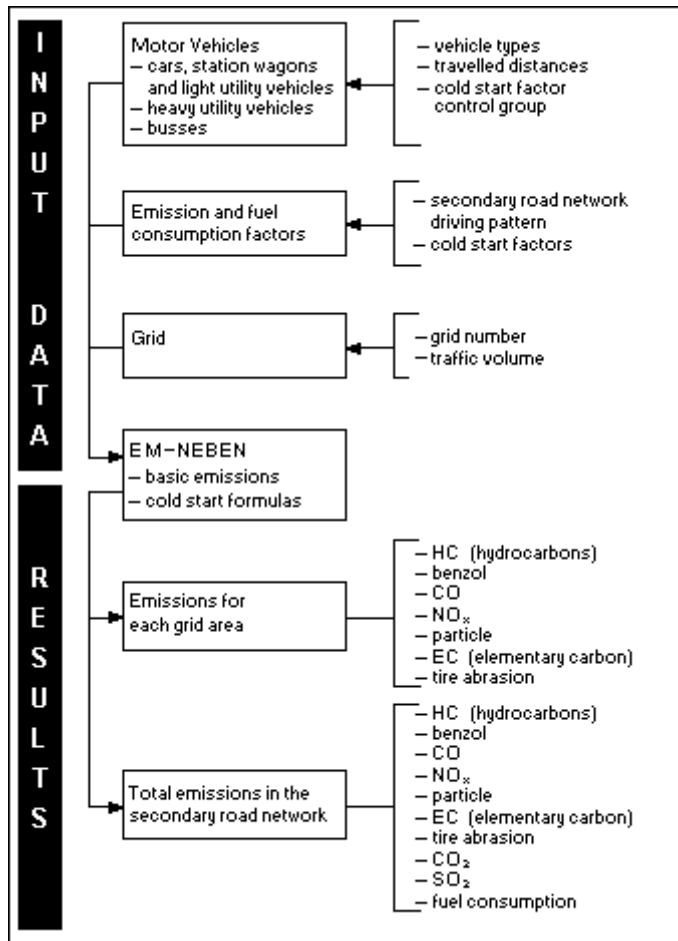 INPUT DATA
Motor Vehicles
– cars, station wagons
and light utility vehicles
– heavy utility vehicles
– busses
– vehicle types
– travelled distances
– cold start factor
control group
Emission and fuel
consumption factors
– secondary road network
driving pattern
– cold start factors
Grid
– grid number
– traffic volume
EM-NEBEN
– basic emissions
– cold start formulas
RESULTS
Emissions for
each grid area
– HC (hydrocarbons)
– benzol
– CO
– NOₓ
– particle
– EC (elementary carbon)
– tire abrasion
Total emissions in the
secondary road network
– HC (hydrocarbons)
– benzol
– CO
– NOₓ
– particle
– EC (elementary carbon)
– tire abrasion
– CO₂
– SO₂
– fuel consumption